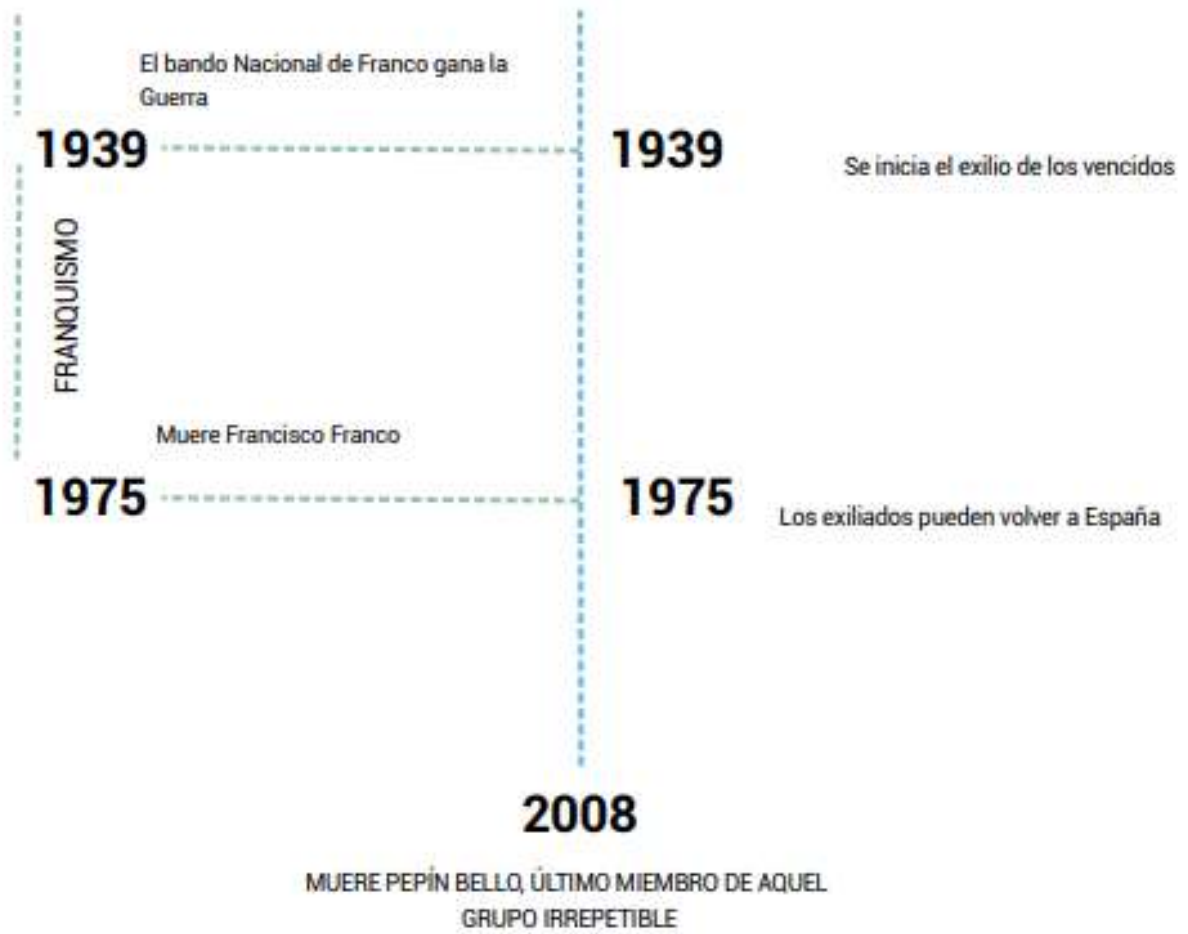 El bando Nacional de Franco gana la
Guerra
1939
1939
Se inicia el exilio de los vencidos
FRANQUISMO
Muere Francisco Franco
1975
1975
Los exiliados pueden volver a España
2008
MUERE PEPÍN BELLO, ÚLTIMO MIEMBRO DE AQUEL
GRUPO IRREPETIBLE